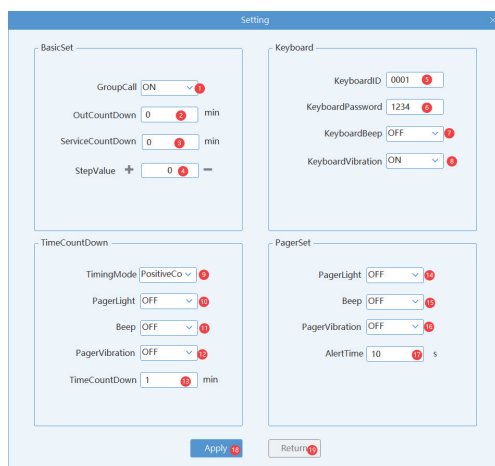 Setting
BasicSet
GroupCall ON 1
OutCountDown 0 2 min
ServiceCountDown 0 3 min
StepValue + 0 4 −
Keyboard
KeyboardID 0001 5
KeyboardPassword 1234 6
KeyboardBeep OFF 7
KeyboardVibration ON 8
TimeCountDown
TimingMode PositiveCo 9
PagerLight OFF 10
Beep OFF 11
PagerVibration OFF 12
TimeCountDown 1 13 min
PagerSet
PagerLight OFF 14
Beep OFF 15
PagerVibration OFF 16
AlertTime 10 17 s
Apply 18
Return 19